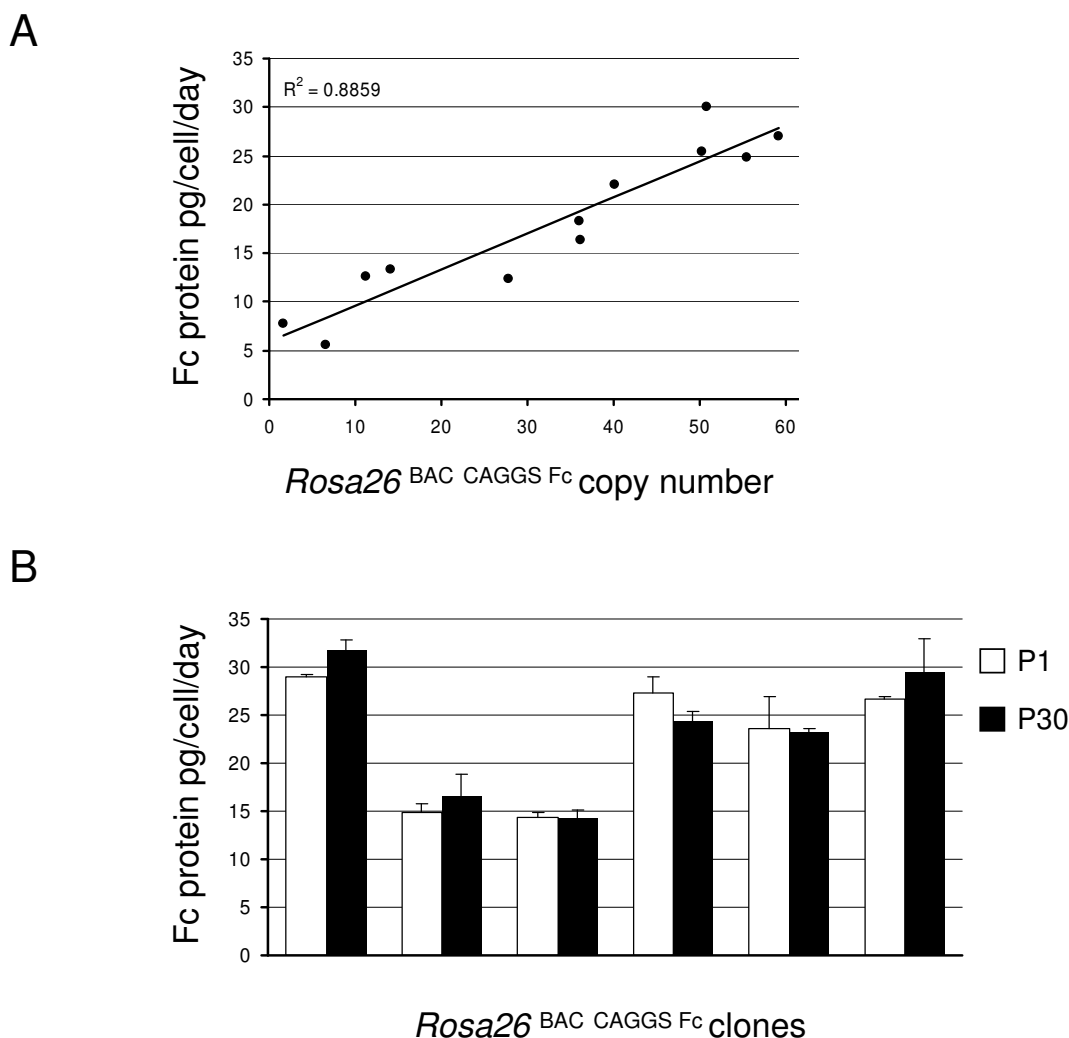 A
Fc protein pg/cell/day
35
30
25
20
15
10
5
0
R² = 0.8859
0 10 20 30 40 50 60
Rosa26 BAC CAGGS Fc copy number
B
Fc protein pg/cell/day
35
30
25
20
15
10
5
0
P1
P30
Rosa26 BAC CAGGS Fc clones